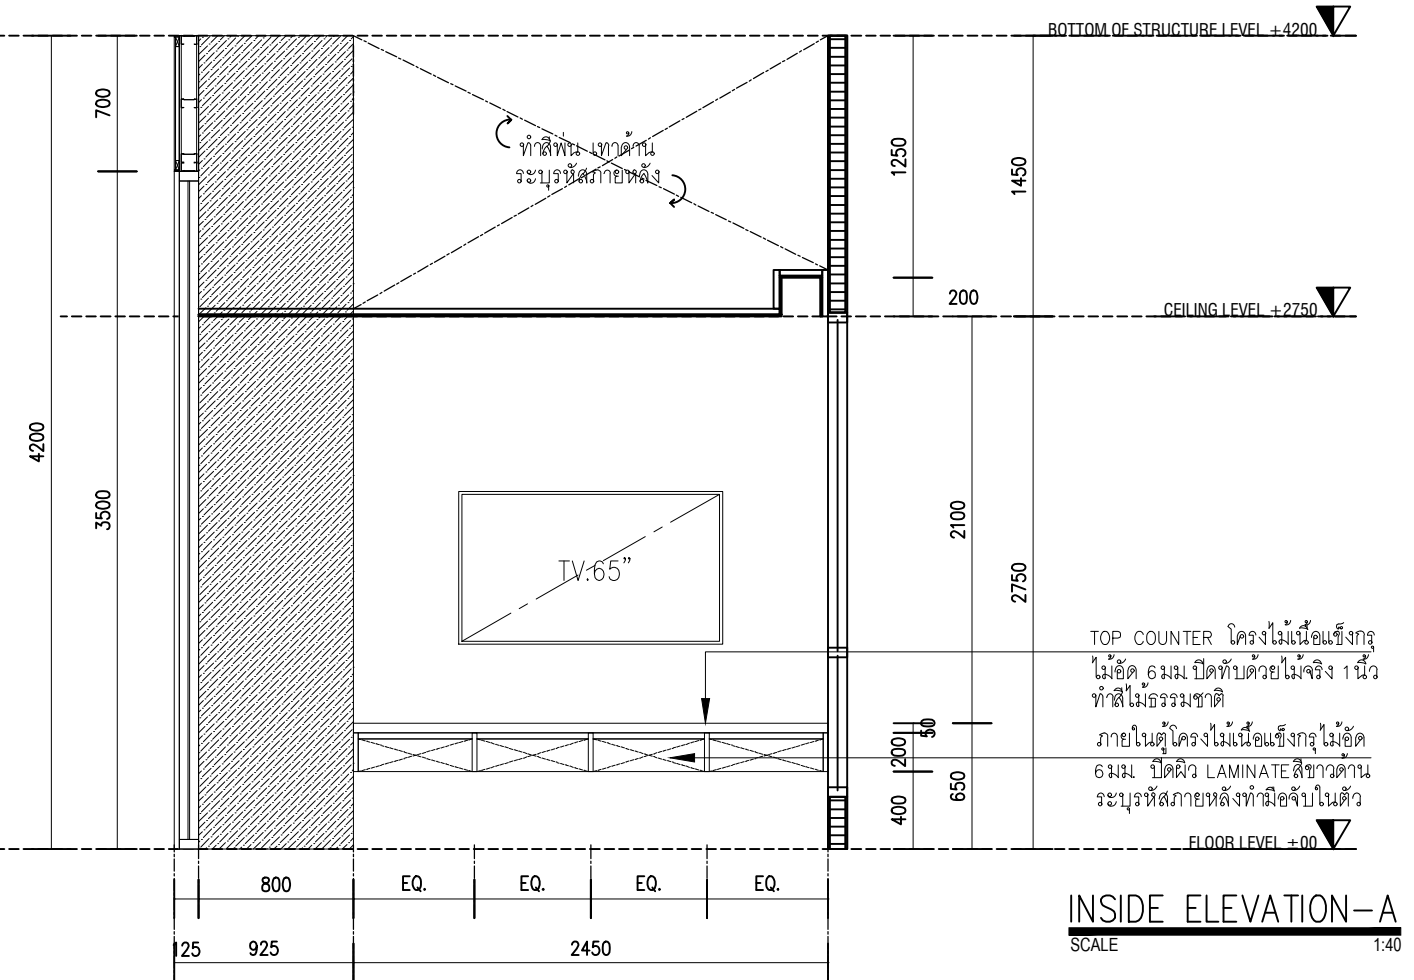 BOTTOM OF STRUCTURE LEVEL +4200
700
1250
1450
ทำสีพ่น เทาด้าน
ระบุรหัสภายหลัง
200
CEILING LEVEL +2750
4200
3500
2100
2750
TV.65”
TOP COUNTER โครงไม้เนื้อแข็งกรุ
ไม้อัด 6 มม. ปิดทับด้วยไม้จริง 1 นิ้ว
ทำสีไม้ธรรมชาติ
50
200
ภายในตู้โครงไม้เนื้อแข็งกรุไม้อัด
6 มม. ปิดผิว LAMINATE สีขาวด้าน
ระบุรหัสภายหลังทำมือจับในตัว
650
400
FLOOR LEVEL ±00
800
EQ.
EQ.
EQ.
EQ.
125
925
2450
INSIDE ELEVATION-A
SCALE 1:40